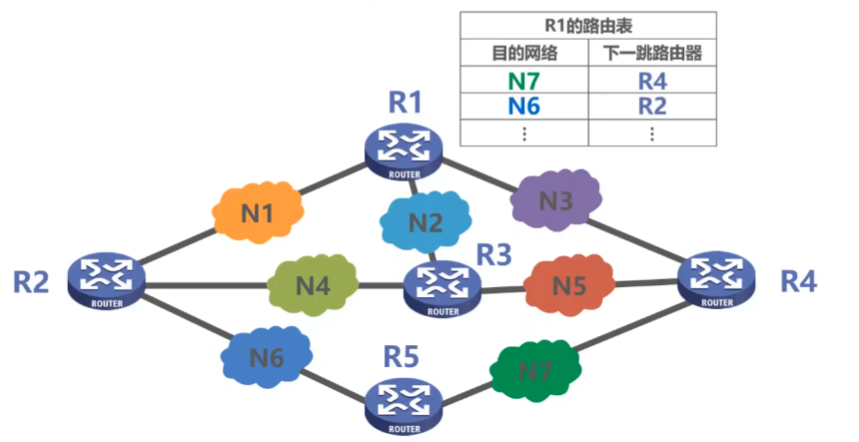 R1的路由表
目的网络 下一跳路由器
N7 R4
N6 R2
⋮ ⋮
R1
ROUTER
N1 N2 N3
R2 ROUTER N4 R3 ROUTER N5 R4 ROUTER
N6 R5 N7
ROUTER